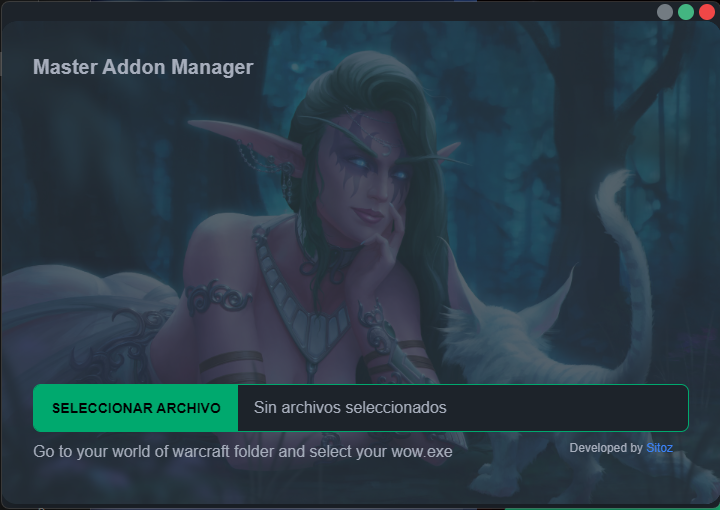 Master Addon Manager
SELECCIONAR ARCHIVO Sin archivos seleccionados
Go to your world of warcraft folder and select your wow.exe
Developed by Sitoz